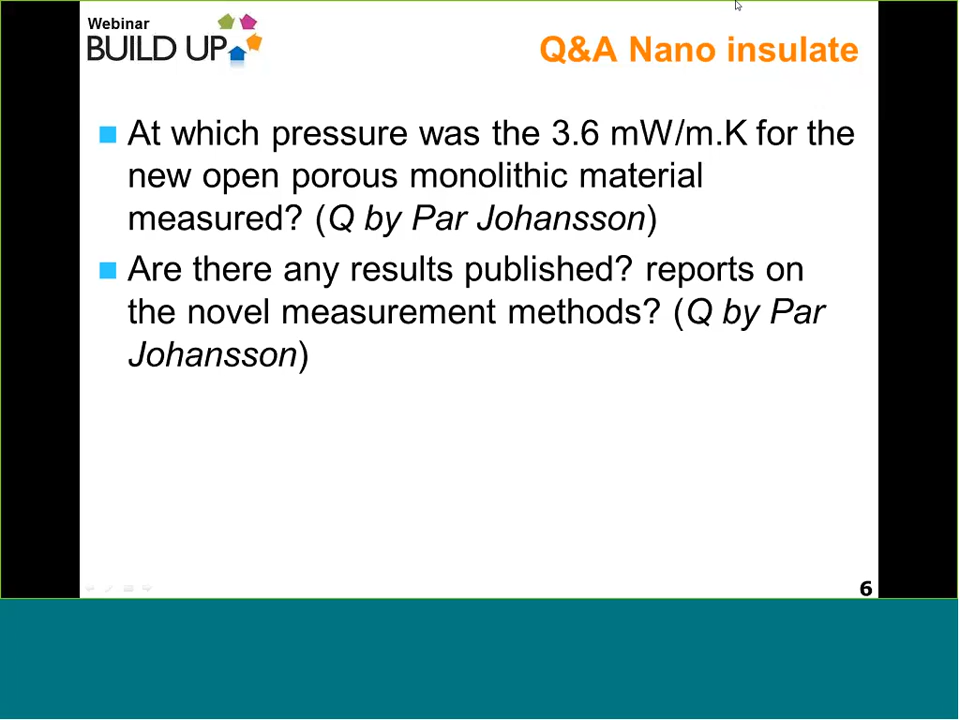 Webinar
BUILD UP
Q&A Nano insulate
At which pressure was the 3.6 mW/m.K for the
new open porous monolithic material
measured? (Q by Par Johansson)
Are there any results published? reports on
the novel measurement methods? (Q by Par
Johansson)
6